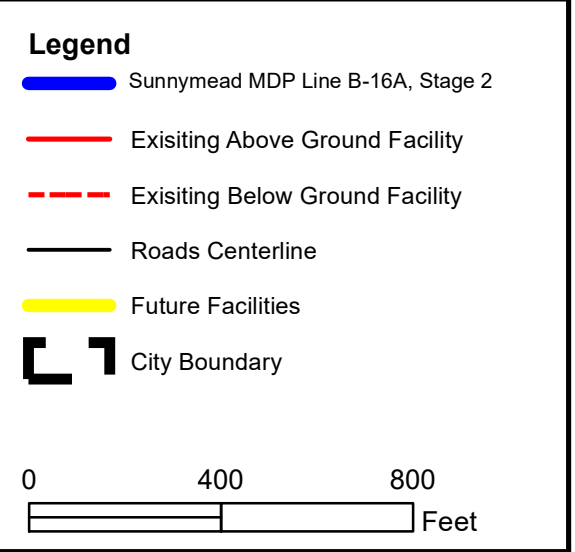 Legend
Sunnymead MDP Line B-16A, Stage 2
Exisiting Above Ground Facility
Exisiting Below Ground Facility
Roads Centerline
Future Facilities
City Boundary
0 400 800
Feet